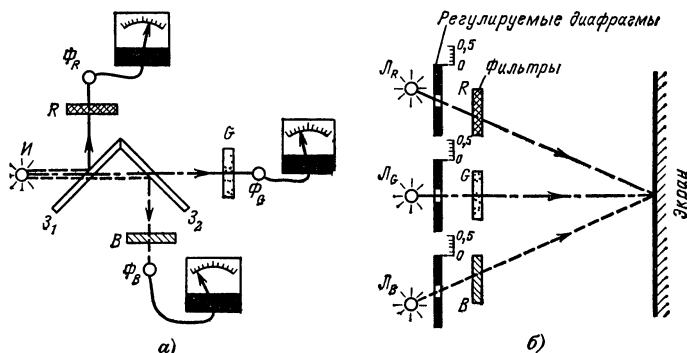 Ф_R
R
И
G
З_1
З_2
Ф_G
B
Ф_B
а)
Регулируемые диафрагмы
0,5
0
Фильтры
Л_R
R
0,5
0
Л_G
G
0,5
0
Л_B
B
Экран
б)